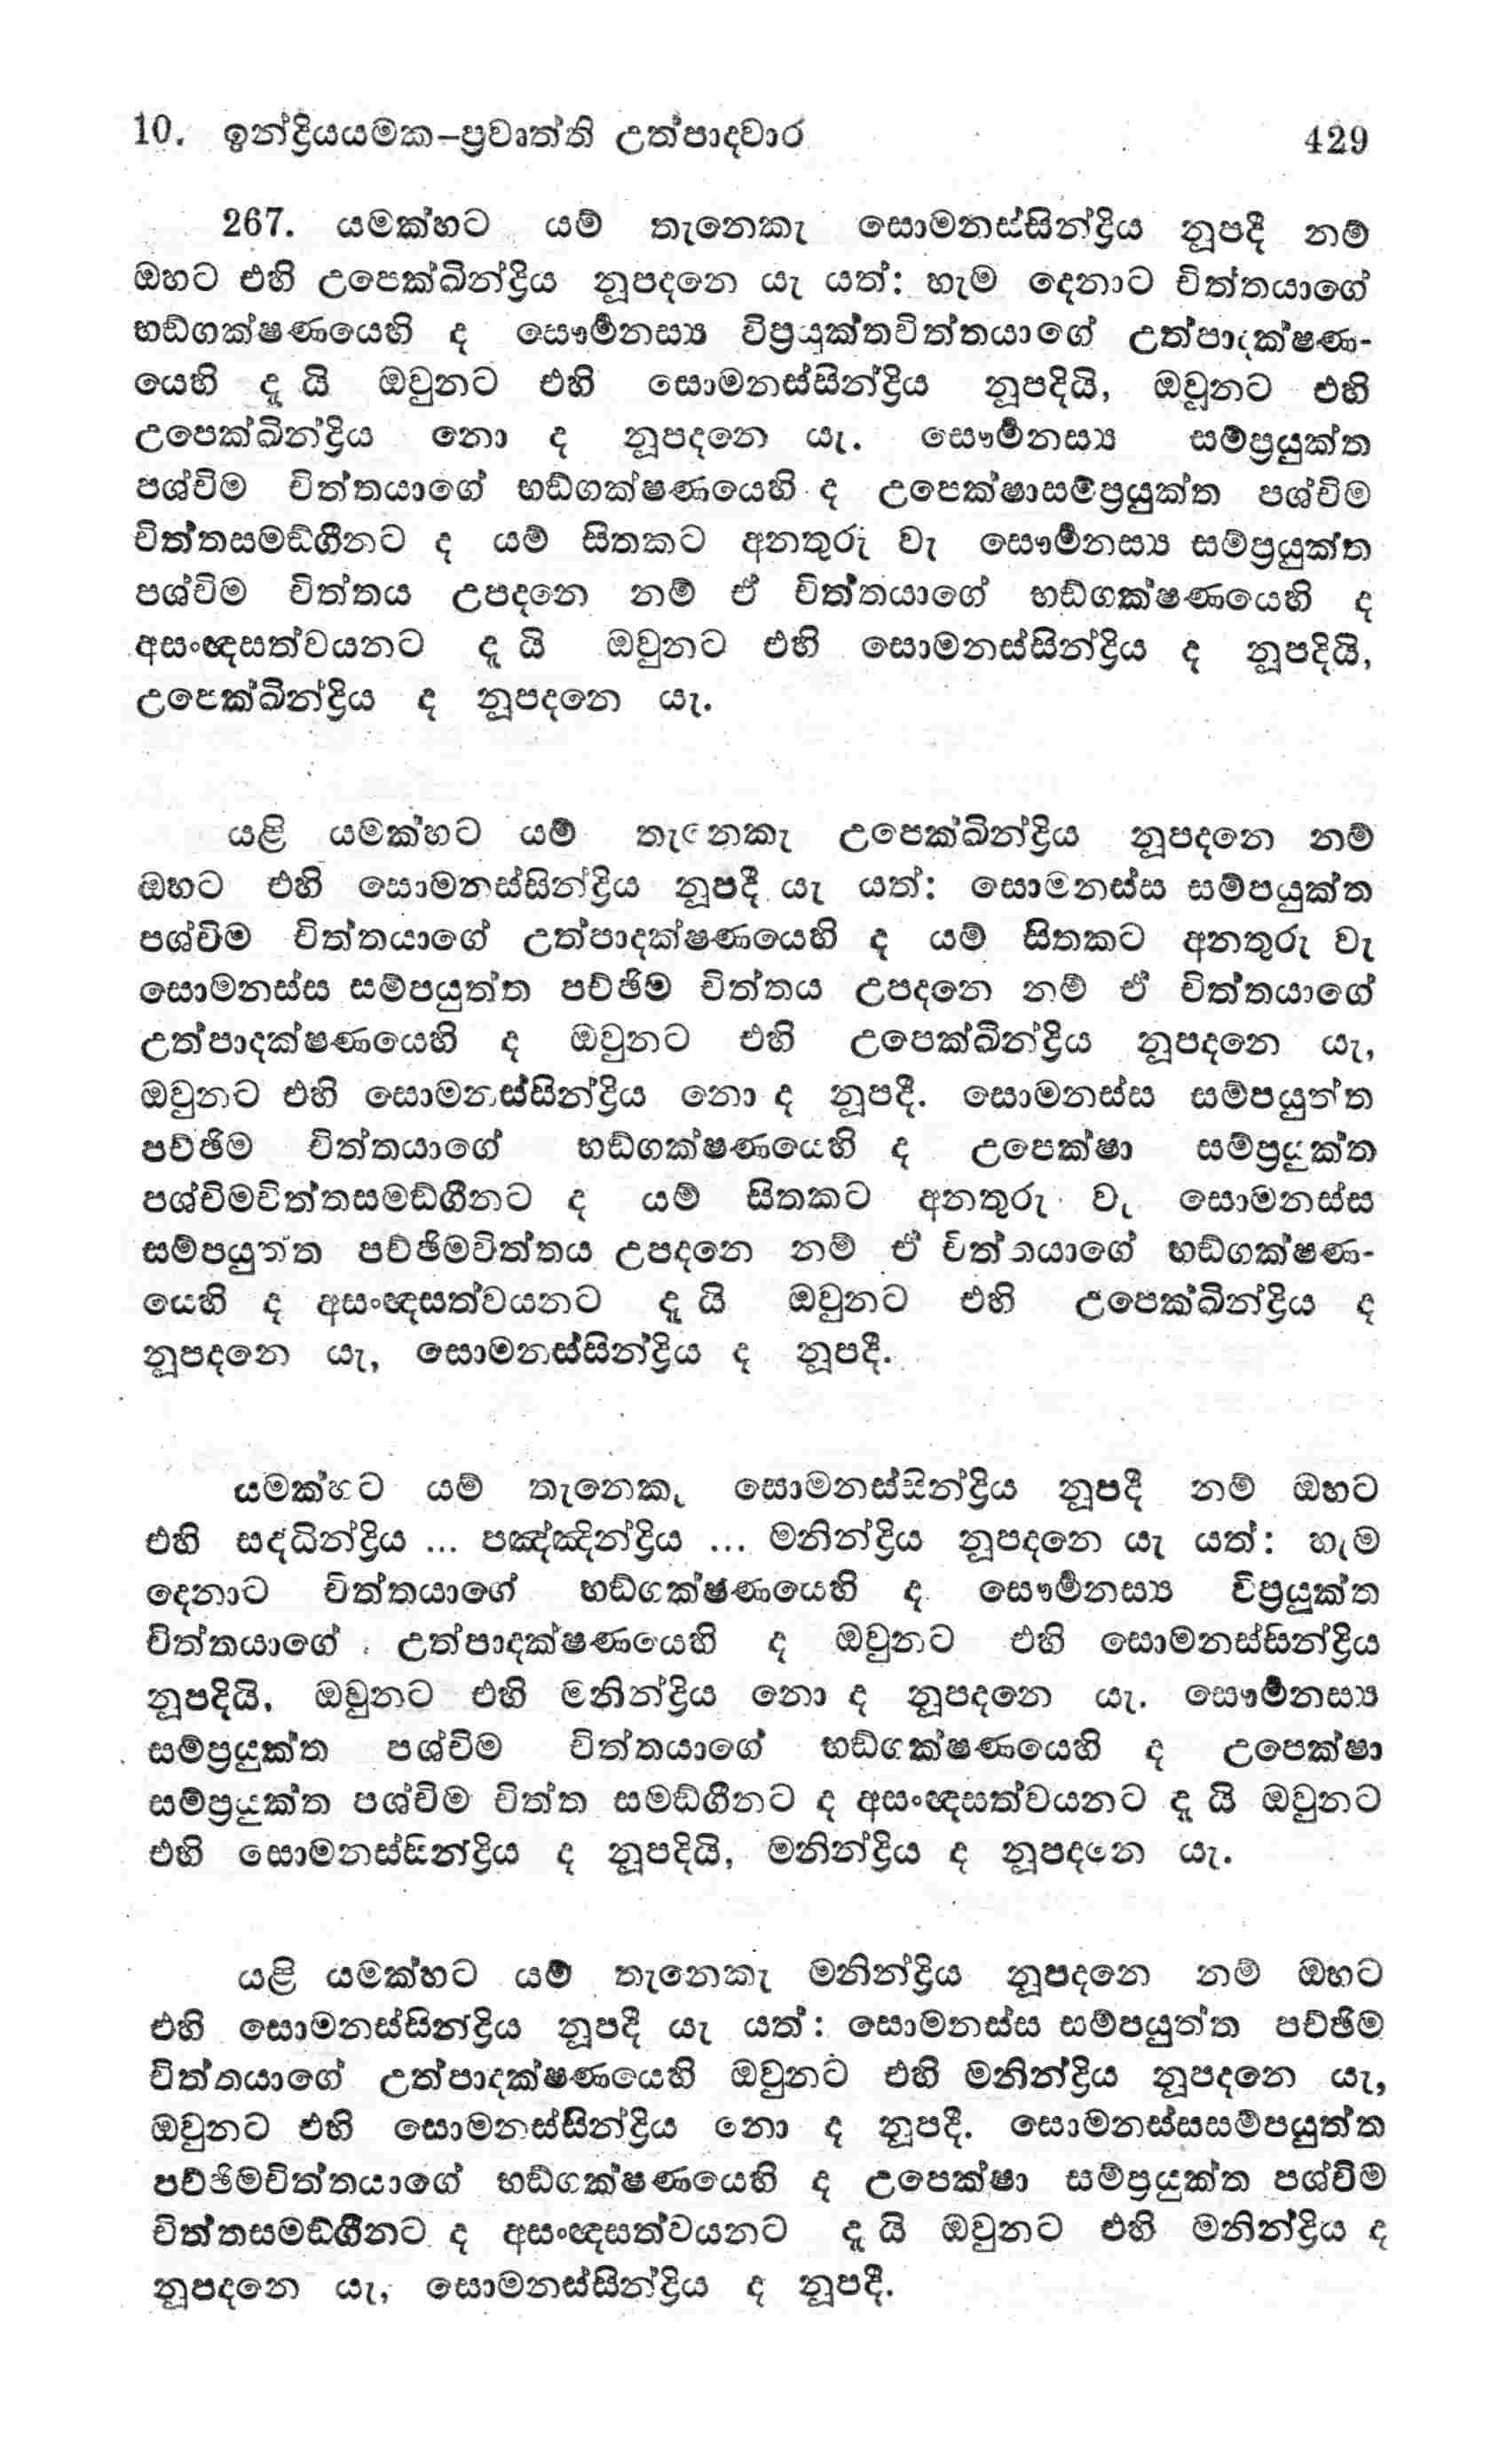 10. ඉන්ද්‍රියයමක–ප්‍රවෘත්ති උත්පාදවාර 429
267. යමක්හට යම් තැනෙකැ සොමනස්සින්ද්‍රිය නූපදී නම්
ඔහට එහි උපෙක්ඛින්ද්‍රිය නූපදනෙ යැ යත්: හැම දෙනාට චිත්තයාගේ
භඞ්ගක්ෂණයෙහි ද සෞර්මනස්‍ය විප්‍රයුක්තචිත්තයාගේ උත්පාදක්ෂණ-
යෙහි දැ යි ඔවුනට එහි සොමනස්සින්ද්‍රිය නූපදියි, ඔවූනට එහි
උපෙක්ඛින්ද්‍රිය නො ද නූපදනෙ යැ. සෞර්මනස්‍ය සම්ප්‍රයුක්ත
පශ්චිම චිත්තයාගේ භඞ්ගක්ෂණයෙහි ද උපෙක්ෂාසම්ප්‍රයුක්ත පශ්චිම
චිත්තසමඞ්ගීනට ද යම් සිතකට අනතුරු වැ සෞර්මනස්‍ය සම්ප්‍රයුක්ත
පශ්චිම චිත්තය උපදනෙ නම් ඒ චිත්තයාගේ භඞ්ගක්ෂණයෙහි ද
අසංඥසත්වයනට දැ යි ඔවුනට එහි සොමනස්සින්ද්‍රිය ද නූපදියි,
උපෙක්ඛින්ද්‍රිය ද නූපදනෙ යැ.
යළි යමක්හට යම් තැනෙකැ උපෙක්ඛින්ද්‍රිය නූපදනෙ නම්
ඔහට එහි සොමනස්සින්ද්‍රිය නූපදී යැ යත්: සොමනස්ස සම්පයුක්ත
පශ්චිම චිත්තයාගේ උත්පාදක්ෂණයෙහි ද යම් සිතකට අනතුරු වැ
සොමනස්ස සම්පයුත්ත පච්ඡිම චිත්තය උපදනෙ නම් ඒ චිත්තයාගේ
උත්පාදක්ෂණයෙහි ද ඔවුනට එහි උපෙක්ඛින්ද්‍රිය නූපදනෙ යැ,
ඔවුනට එහි සොමනස්සින්ද්‍රිය නො ද නූපදී. සොමනස්ස සම්පයුත්ත
පච්ඡිම චිත්තයාගේ භඞ්ගක්ෂණයෙහි ද උපෙක්ෂා සම්ප්‍රයුක්ත
පශ්චිමචිත්තසමඞ්ගීනට ද යම් සිතකට අනතුරු වැ සොමනස්ස
සම්පයුත්ත පච්ඡිමචිත්තය උපදනෙ නම් ඒ චිත්තයාගේ භඞ්ගක්ෂණ-
යෙහි ද අසංඥසත්වයනට දැ යි ඔවුනට එහි උපෙක්ඛින්ද්‍රිය ද
නූපදනෙ යැ, සොමනස්සින්ද්‍රිය ද නූපදී.
යමක්හට යම් තැනෙකැ සොමනස්සින්ද්‍රිය නූපදී නම් ඔහට
එහි සද්ධින්ද්‍රිය ... පඤ්ඤින්ද්‍රිය ... මනින්ද්‍රිය නූපදනෙ යැ යත්: හැම
දෙනාට චිත්තයාගේ භඞ්ගක්ෂණයෙහි ද සෞර්මනස්‍ය විප්‍රයුක්ත
චිත්තයාගේ උත්පාදක්ෂණයෙහි ද ඔවුනට එහි සොමනස්සින්ද්‍රිය
නූපදියි, ඔවුනට එහි මනින්ද්‍රිය නො ද නූපදනෙ යැ. සෞර්මනස්‍ය
සම්ප්‍රයුක්ත පශ්චිම චිත්තයාගේ භඞ්ගක්ෂණයෙහි ද උපෙක්ෂා
සම්ප්‍රයුක්ත පශ්චිම චිත්ත සමඞ්ගීනට ද අසංඥසත්වයනට දැ යි ඔවුනට
එහි සොමනස්සින්ද්‍රිය ද නූපදියි, මනින්ද්‍රිය ද නූපදනෙ යැ.
යළි යමක්හට යම් තැනෙකැ මනින්ද්‍රිය නූපදනෙ නම් ඔහට
එහි සොමනස්සින්ද්‍රිය නූපදී යැ යත්: සොමනස්ස සම්පයුත්ත පච්ඡිම
චිත්තයාගේ උත්පාදක්ෂණයෙහි ඔවුනට එහි මනින්ද්‍රිය නූපදනෙ යැ,
ඔවුනට එහි සොමනස්සින්ද්‍රිය නො ද නූපදී. සොමනස්සසම්පයුත්ත
පච්ඡිමචිත්තයාගේ භඞ්ගක්ෂණයෙහි ද උපෙක්ෂා සම්ප්‍රයුක්ත පශ්චිම
චිත්තසමඞ්ගීනට ද අසංඥසත්වයනට දැ යි ඔවුනට එහි මනින්ද්‍රිය ද
නූපදනෙ යැ, සොමනස්සින්ද්‍රිය ද නූපදී.